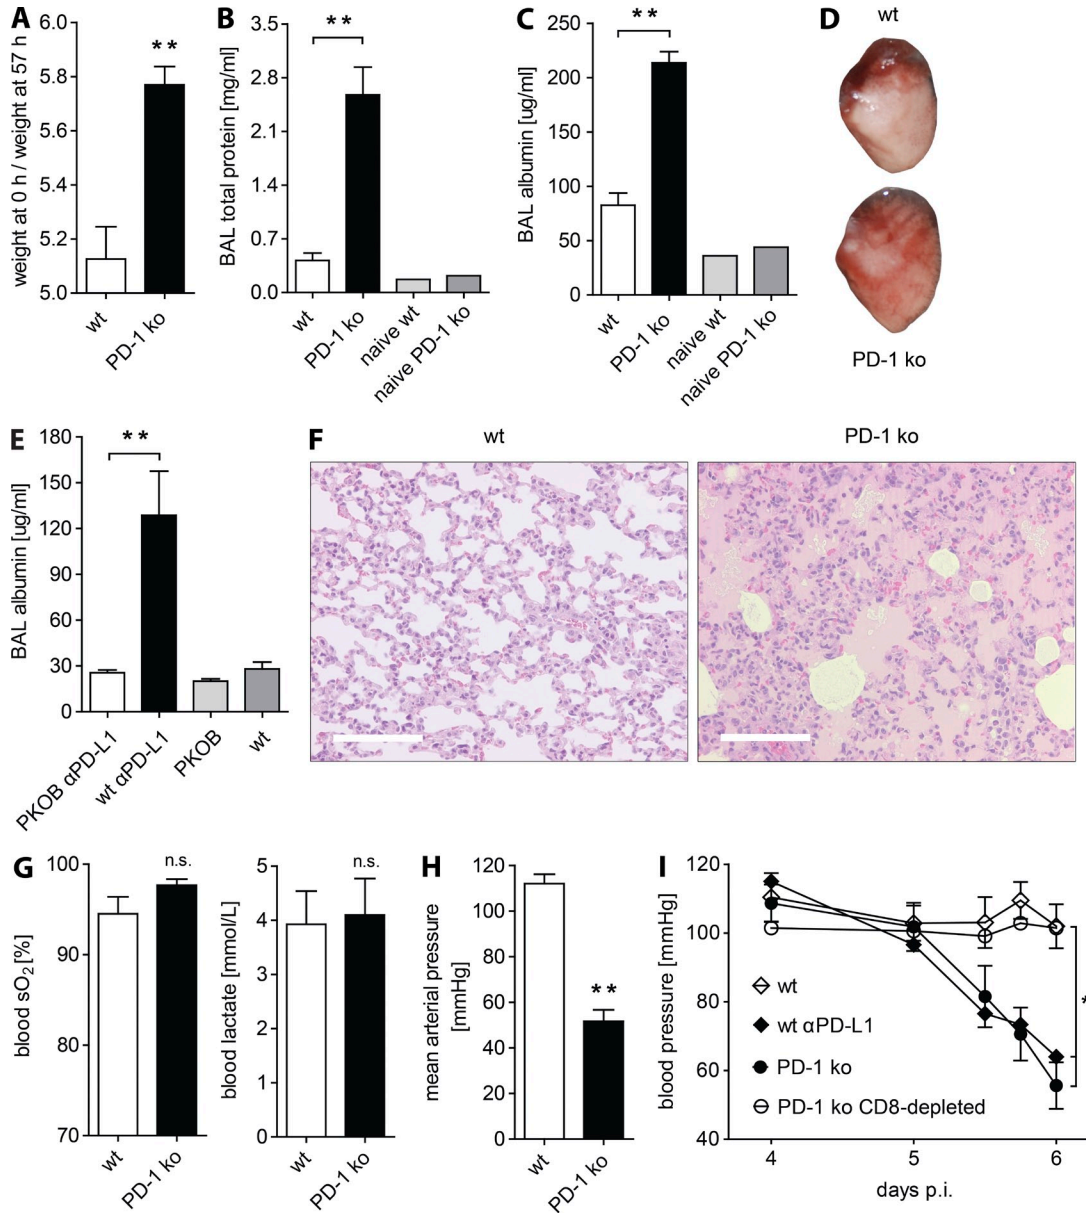 A
weight at 0 h / weight at 57 h
6.0
5.8
5.6
5.4
5.2
5.0
**
wt
PD-1 ko
B
BAL total protein [mg/ml]
3.5
2.8
2.1
1.4
0.7
0.0
**
wt
PD-1 ko
naive wt
naive PD-1 ko
C
BAL albumin [ug/ml]
250
200
150
100
50
0
**
wt
PD-1 ko
naive wt
naive PD-1 ko
D
wt
PD-1 ko
E
BAL albumin [ug/ml]
180
150
120
90
60
30
0
**
PKOB αPD-L1
wt αPD-L1
PKOB
wt
F
wt
PD-1 ko
G
blood sO2 [%]
100
90
80
70
n.s.
wt
PD-1 ko
blood lactate [mmol/L]
5
4
3
2
1
0
n.s.
wt
PD-1 ko
H
mean arterial pressure
[mmHg]
120
100
80
60
40
20
0
**
wt
PD-1 ko
I
blood pressure [mmHg]
120
100
80
60
40
wt
wt αPD-L1
PD-1 ko
PD-1 ko CD8-depleted
4
5
6
days p.i.